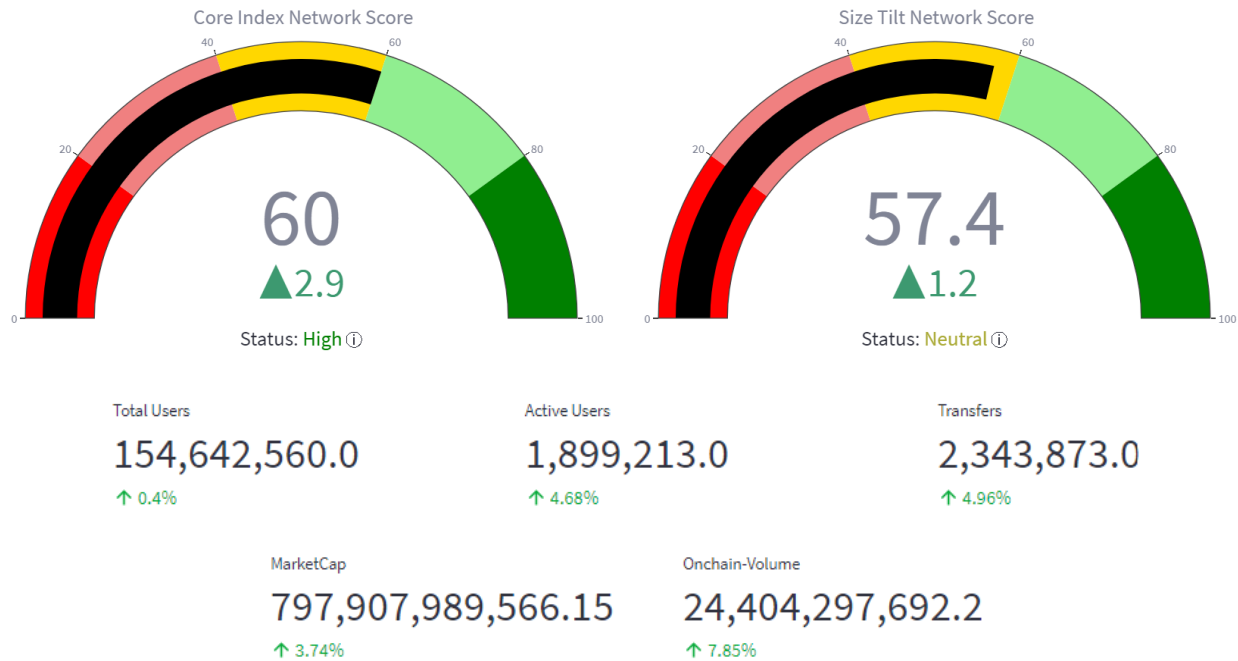 Core Index Network Score
Size Tilt Network Score
0
20
40
60
80
100
0
20
40
60
80
100
60
▲2.9
57.4
▲1.2
Status: High ⓘ
Status: Neutral ⓘ
Total Users
154,642,560.0
↑ 0.4%
Active Users
1,899,213.0
↑ 4.68%
Transfers
2,343,873.0
↑ 4.96%
MarketCap
797,907,989,566.15
↑ 3.74%
Onchain-Volume
24,404,297,692.2
↑ 7.85%